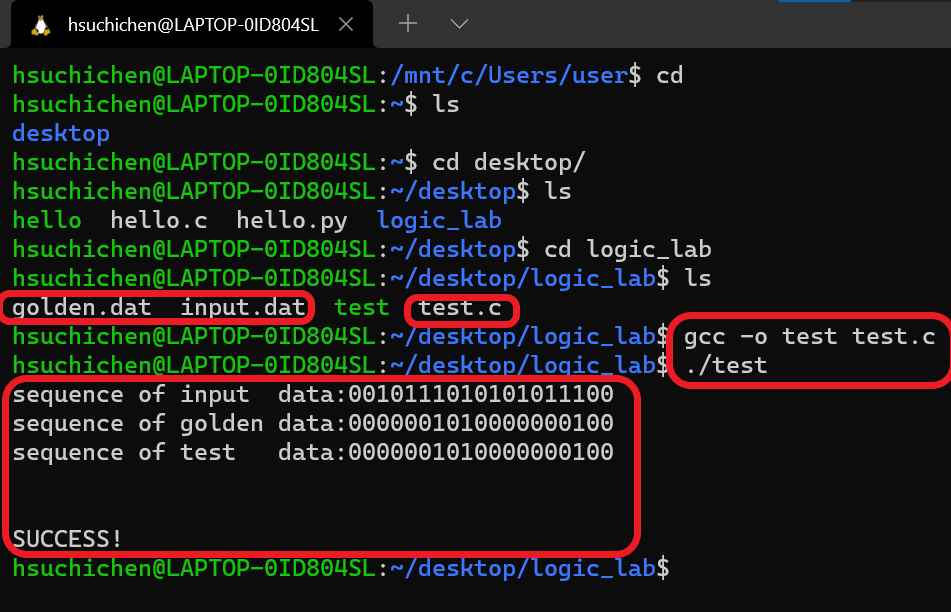 hsuchichen@LAPTOP-0ID804SL
hsuchichen@LAPTOP-0ID804SL:/mnt/c/Users/user$ cd
hsuchichen@LAPTOP-0ID804SL:~$ ls
desktop
hsuchichen@LAPTOP-0ID804SL:~$ cd desktop/
hsuchichen@LAPTOP-0ID804SL:~/desktop$ ls
hello hello.c hello.py logic_lab
hsuchichen@LAPTOP-0ID804SL:~/desktop$ cd logic_lab
hsuchichen@LAPTOP-0ID804SL:~/desktop/logic_lab$ ls
golden.dat input.dat test test.c
hsuchichen@LAPTOP-0ID804SL:~/desktop/logic_lab$ gcc -o test test.c
hsuchichen@LAPTOP-0ID804SL:~/desktop/logic_lab$ ./test
sequence of input data:0010111010101011100
sequence of golden data:0000001010000000100
sequence of test data:0000001010000000100
SUCCESS!
hsuchichen@LAPTOP-0ID804SL:~/desktop/logic_lab$